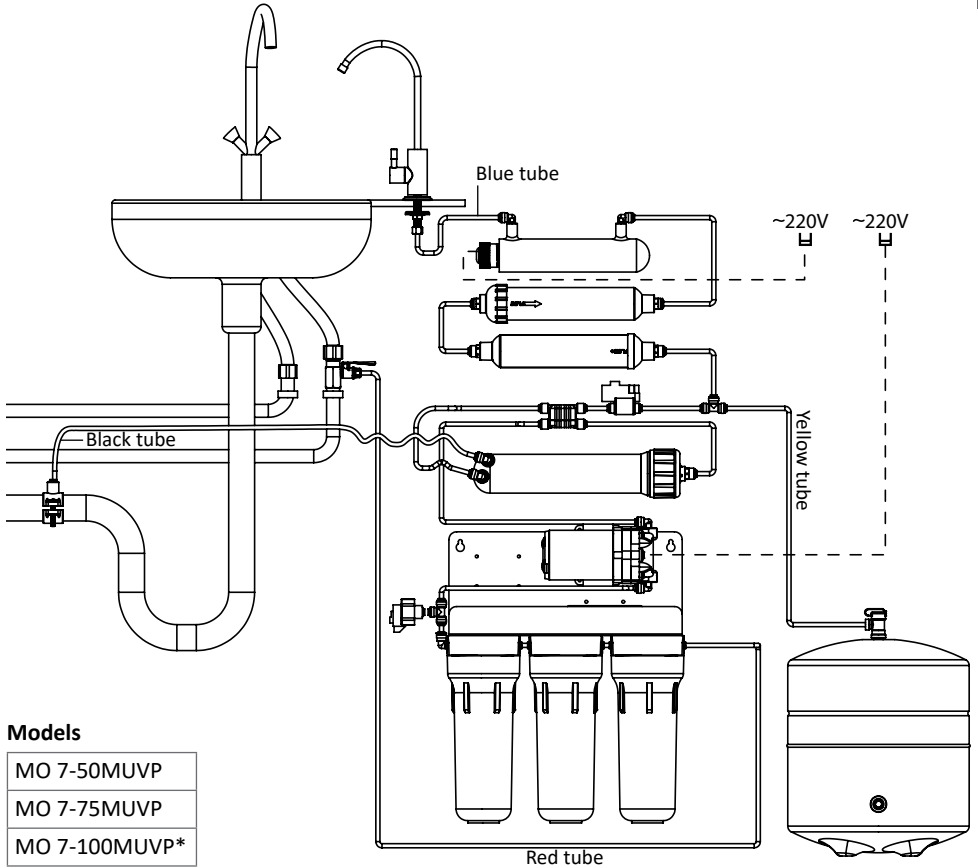 Blue tube
~220V ~220V
Black tube
Yellow tube
Models
MO 7-50MUVP
MO 7-75MUVP
MO 7-100MUVP*
Red tube